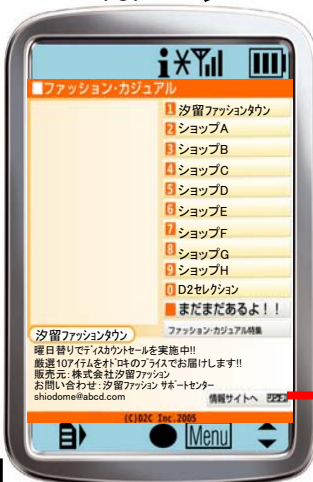 ■ファッション・カジュアル
1 汐留ファッションタウン
2 ショップA
3 ショップB
4 ショップC
5 ショップD
6 ショップE
7 ショップF
8 ショップG
9 ショップH
0 D2セレクション
■まだまだあるよ！！
ファッション・カジュアル特集
汐留ファッションタウン
曜日替りでディスカウントセールを実施中!!
厳選10アイテムをオドロキのプライスでお届けします!!
販売元：株式会社汐留ファッション
お問い合わせ：汐留ファッション サポートセンター
shiodome@abcd.com
情報サイトへ
(C)D2C Inc.2005
Menu